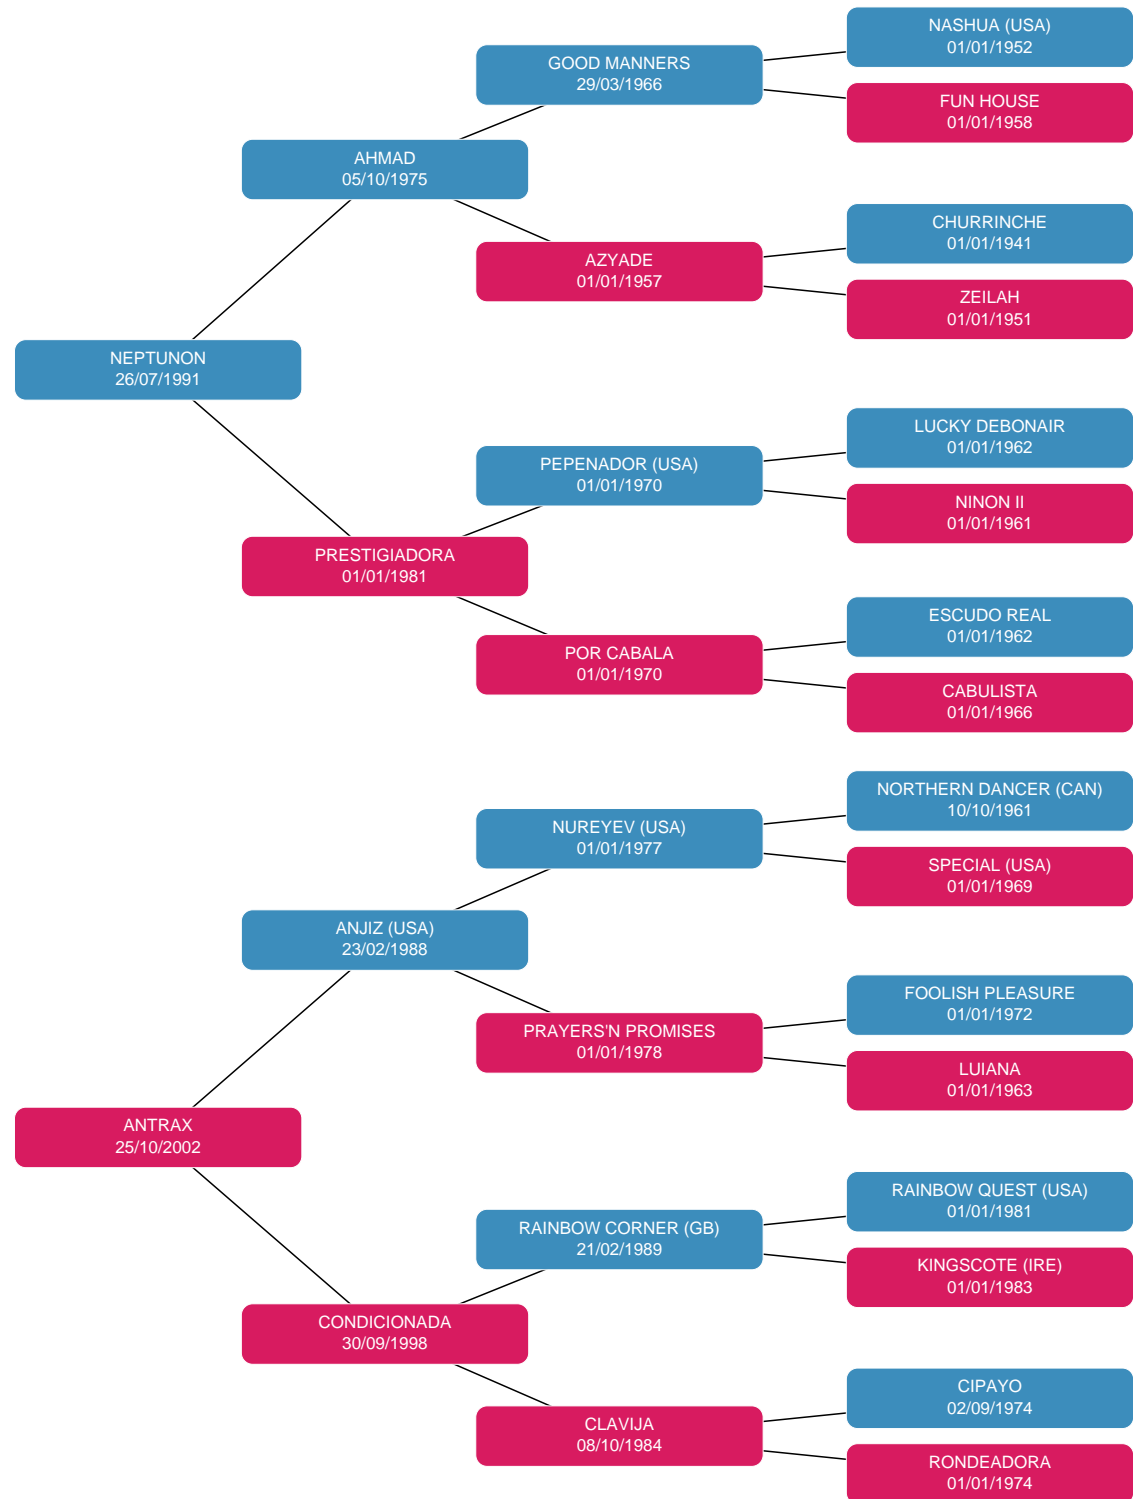 NASHUA (USA)
01/01/1952
GOOD MANNERS
29/03/1966
FUN HOUSE
01/01/1958
AHMAD
05/10/1975
CHURRINCHE
01/01/1941
AZYADE
01/01/1957
ZEILAH
01/01/1951
NEPTUNON
26/07/1991
LUCKY DEBONAIR
01/01/1962
PEPENADOR (USA)
01/01/1970
NINON II
01/01/1961
PRESTIGIADORA
01/01/1981
ESCUDO REAL
01/01/1962
POR CABALA
01/01/1970
CABULISTA
01/01/1966
NORTHERN DANCER (CAN)
10/10/1961
NUREYEV (USA)
01/01/1977
SPECIAL (USA)
01/01/1969
ANJIZ (USA)
23/02/1988
FOOLISH PLEASURE
01/01/1972
PRAYERS'N PROMISES
01/01/1978
LUIANA
01/01/1963
ANTRAX
25/10/2002
RAINBOW QUEST (USA)
01/01/1981
RAINBOW CORNER (GB)
21/02/1989
KINGSCOTE (IRE)
01/01/1983
CONDICIONADA
30/09/1998
CIPAYO
02/09/1974
CLAVIJA
08/10/1984
RONDEADORA
01/01/1974